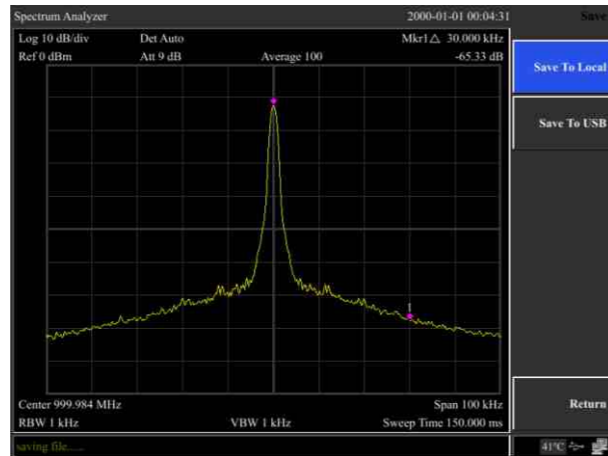 Spectrum Analyzer 2000-01-01 00:04:31 Save
Log 10 dB/div Det Auto Mkr1△ 30.000 kHz
Ref 0 dBm Att 9 dB Average 100 -65.33 dB
Save To Local
Save To USB
1
Center 999.984 MHz Span 100 kHz
RBW 1 kHz VBW 1 kHz Sweep Time 150.000 ms
Return
saving file......
41°C